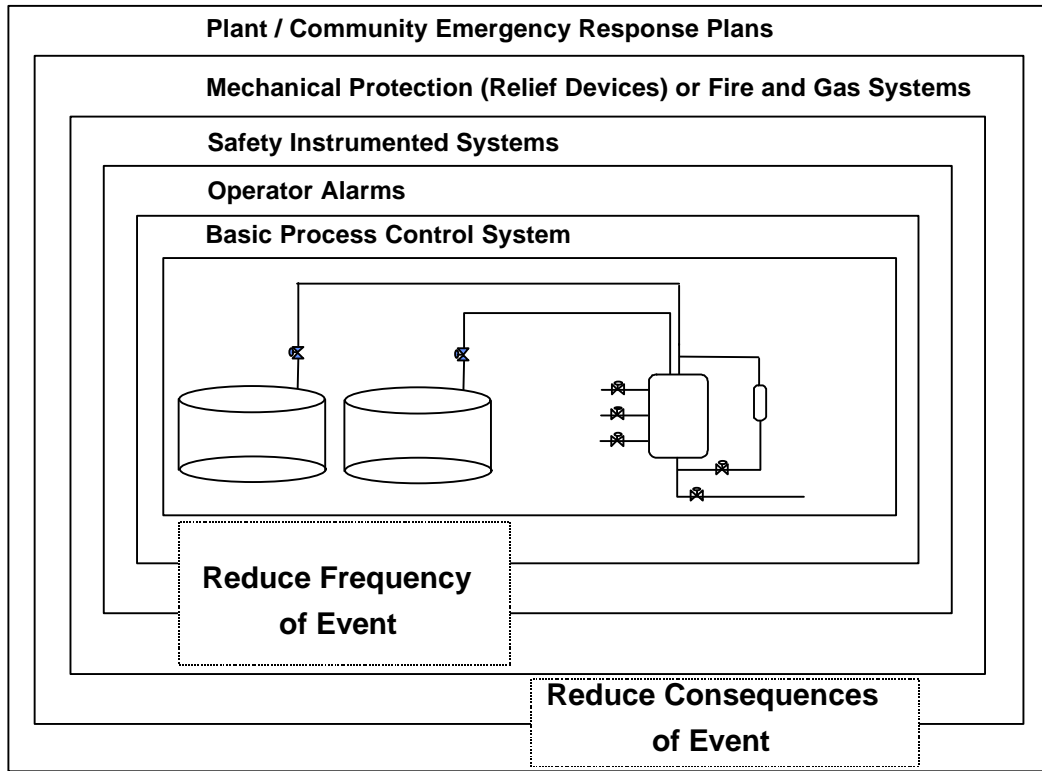 Plant / Community Emergency Response Plans
Mechanical Protection (Relief Devices) or Fire and Gas Systems
Safety Instrumented Systems
Operator Alarms
Basic Process Control System
Reduce Frequency
of Event
Reduce Consequences
of Event